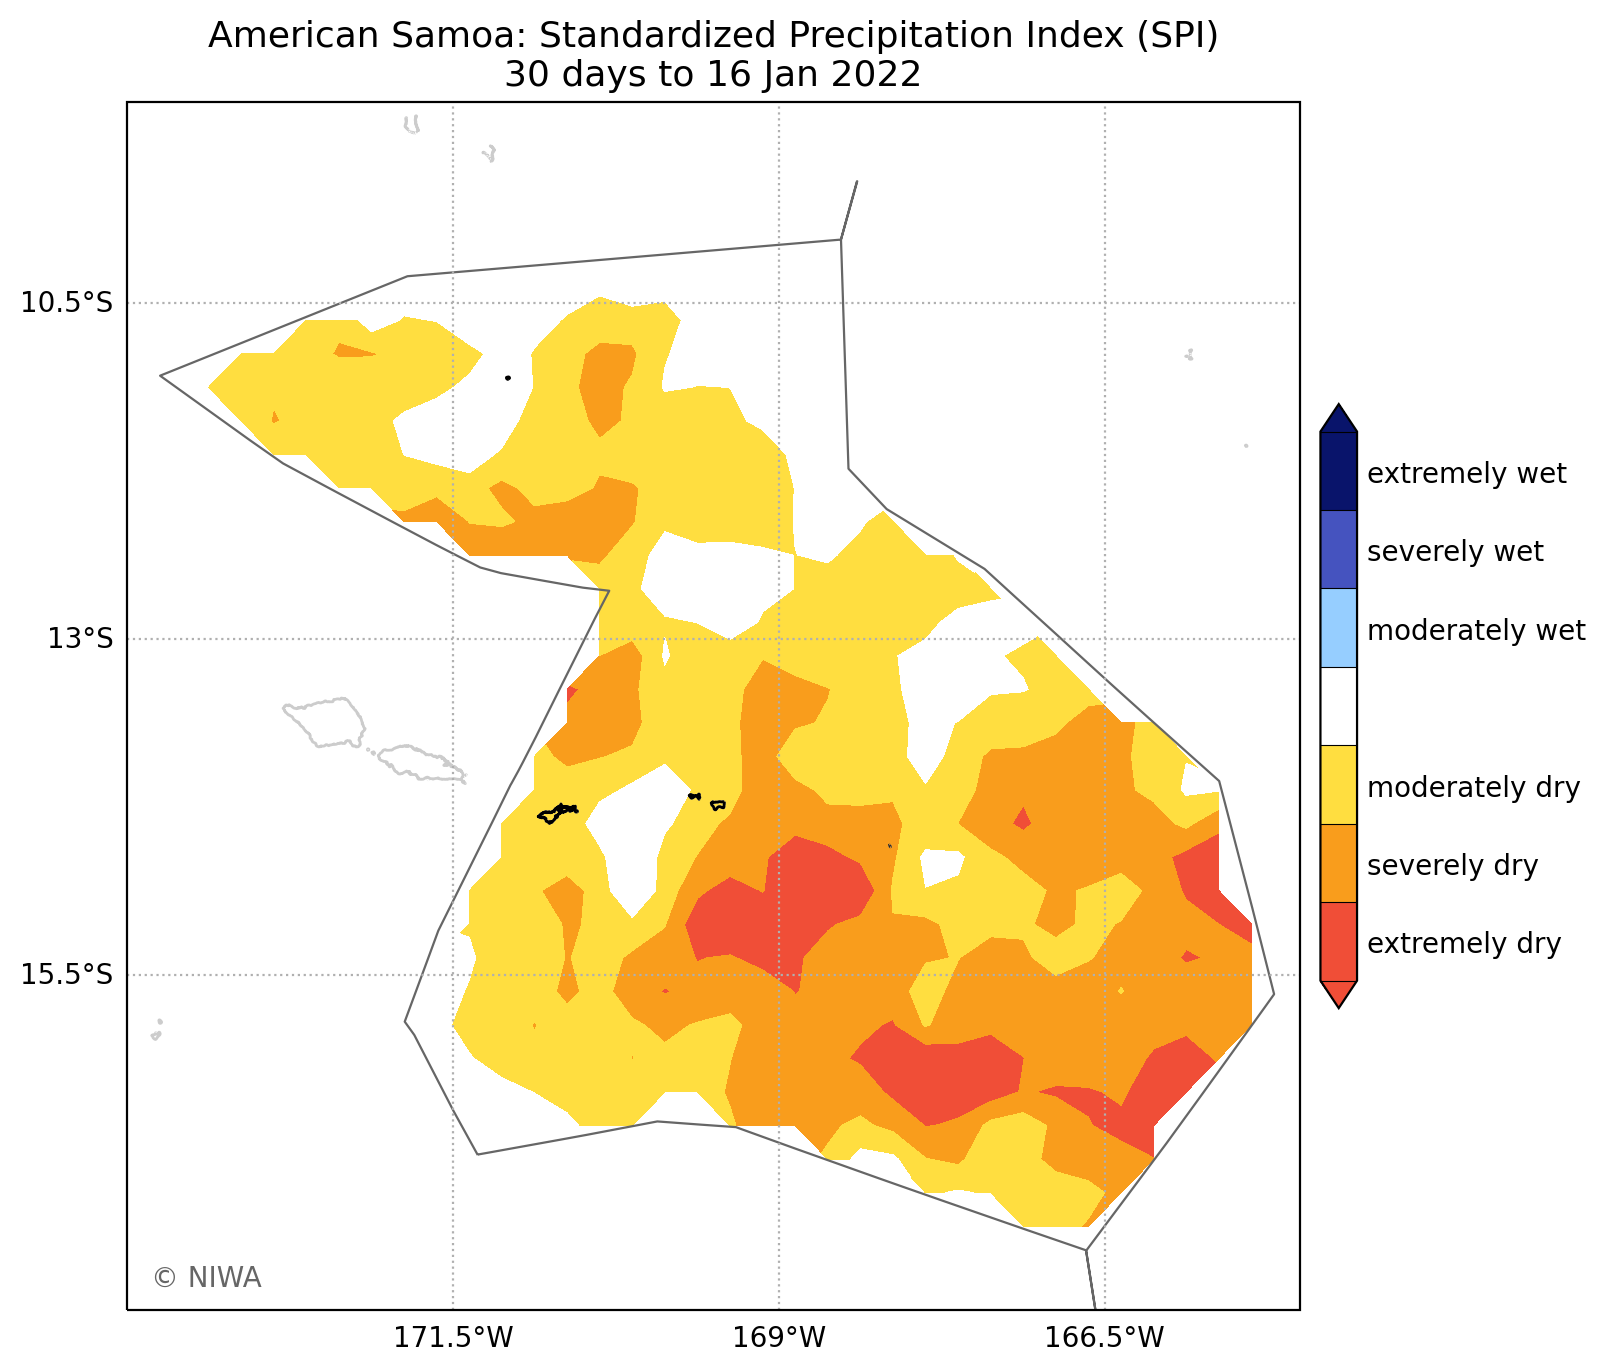 American Samoa: Standardized Precipitation Index (SPI)
30 days to 16 Jan 2022
10.5°S
13°S
15.5°S
171.5°W
169°W
166.5°W
extremely wet
severely wet
moderately wet
moderately dry
severely dry
extremely dry
© NIWA